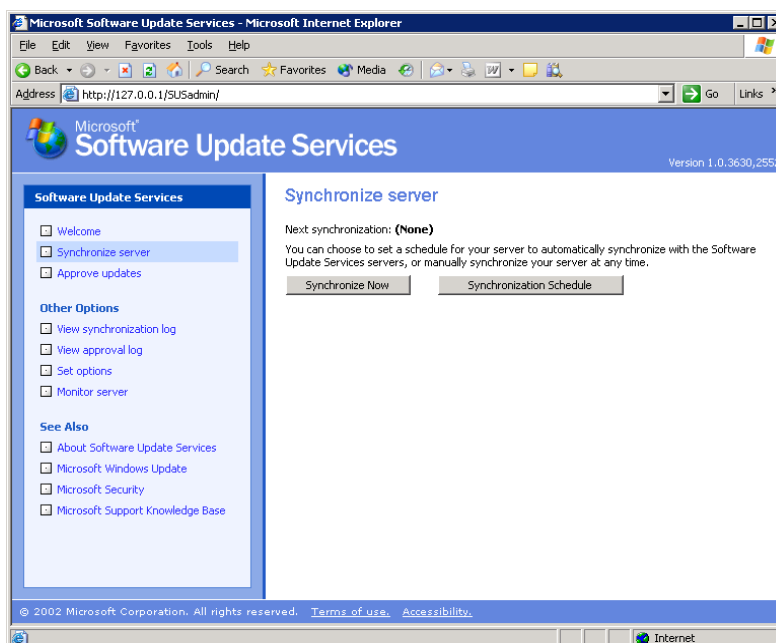 Microsoft Software Update Services - Microsoft Internet Explorer
File Edit View Favorites Tools Help
Back Search Favorites Media
Address http://127.0.0.1/SUSadmin/ Go Links
Microsoft®
Software Update Services
Version 1.0.3630,255
Software Update Services
Welcome
Synchronize server
Approve updates
Other Options
View synchronization log
View approval log
Set options
Monitor server
See Also
About Software Update Services
Microsoft Windows Update
Microsoft Security
Microsoft Support Knowledge Base
Synchronize server
Next synchronization: (None)
You can choose to set a schedule for your server to automatically synchronize with the Software
Update Services servers, or manually synchronize your server at any time.
Synchronize Now Synchronization Schedule
© 2002 Microsoft Corporation. All rights reserved. Terms of use. Accessibility.
Internet